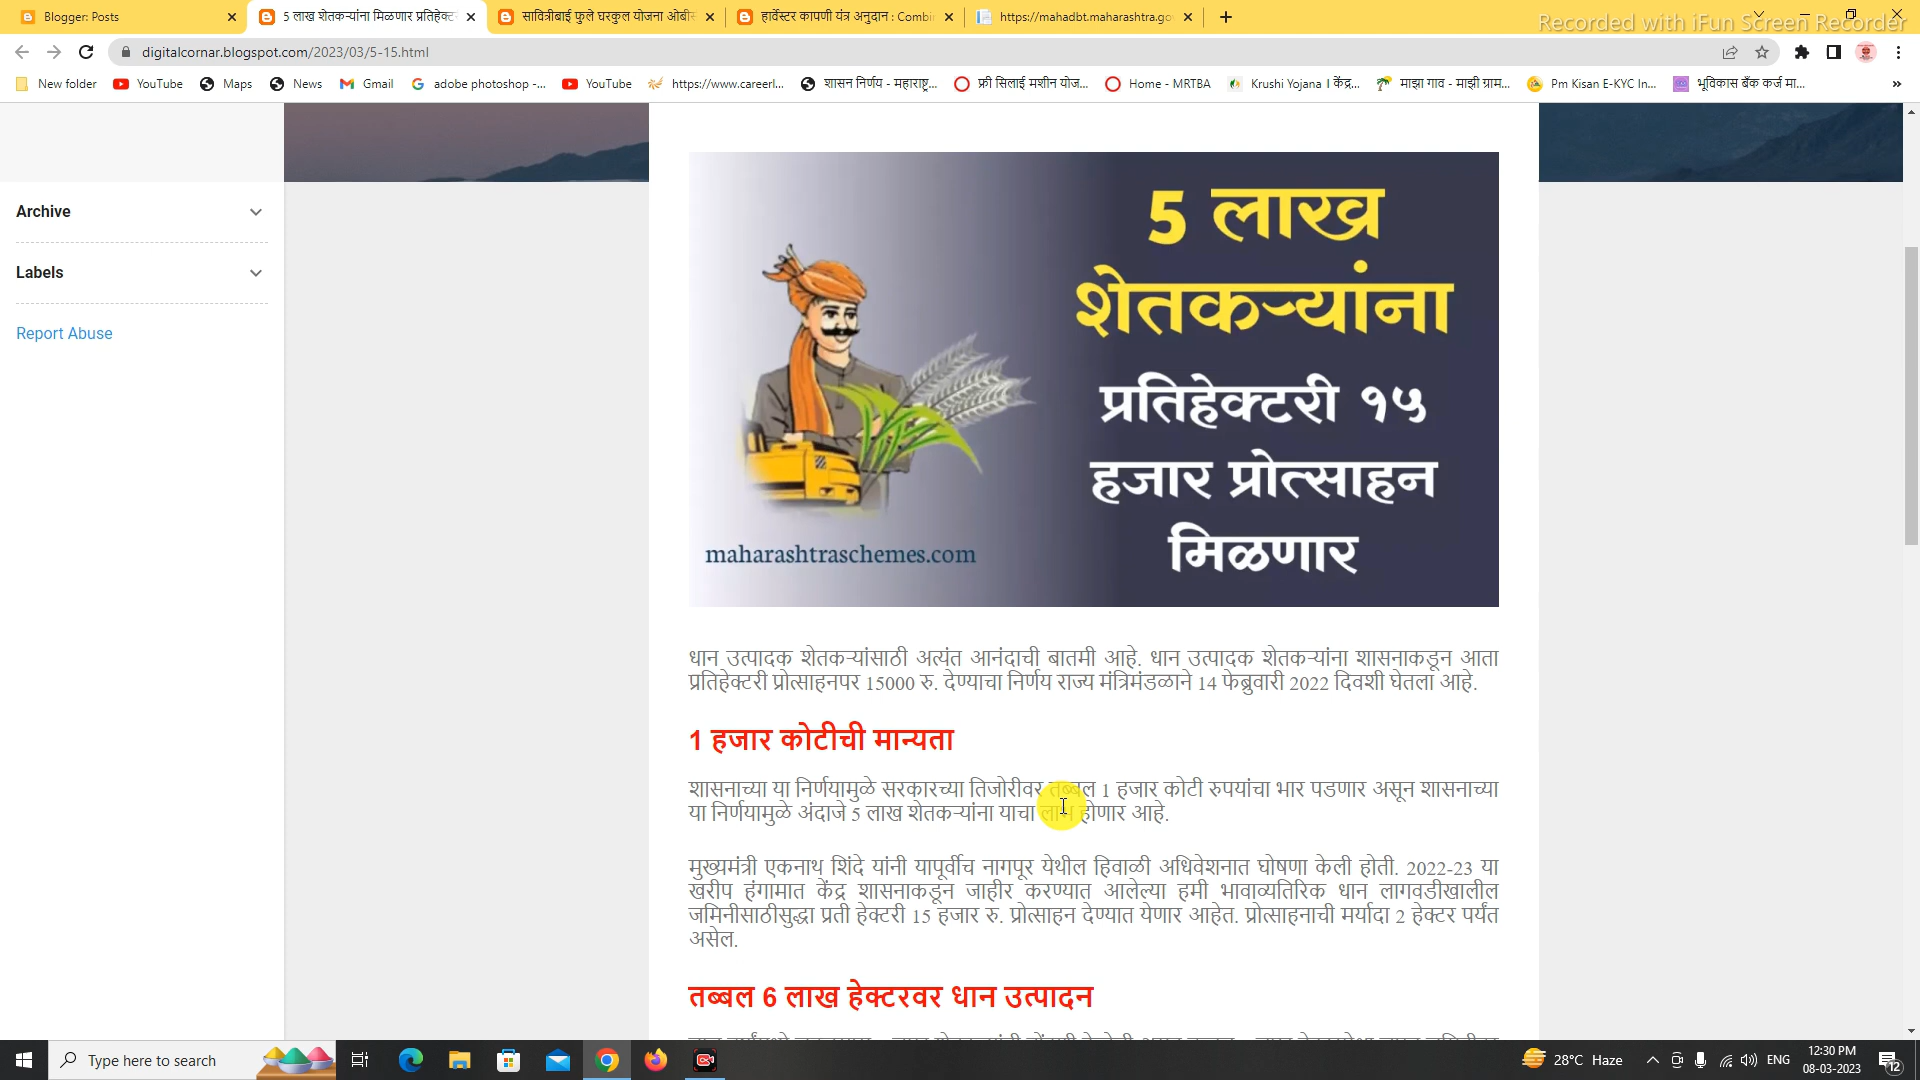 Blogger: Posts
5 लाख शेतकऱ्यांना मिळणार प्रतिहेक्ट
सावित्रीबाई फुले घरकुल योजना ओबीस
हार्वेस्टर कापणी यंत्र अनुदान : Combi
https://mahadbt.maharashtra.go
Recorded with iFun Screen Recorder
digitalcornar.blogspot.com/2023/03/5-15.html
New folder
YouTube
Maps
News
Gmail
adobe photoshop -...
YouTube
https://www.careerl...
शासन निर्णय - महाराष्ट्र...
फ्री सिलाई मशीन योज...
Home - MRTBA
Krushi Yojana । केंद्र...
माझा गाव - माझी ग्राम...
Pm Kisan E-KYC In...
भूविकास बँक कर्ज मा...
»
Archive
Labels
Report Abuse
5 लाख
शेतकऱ्यांना
प्रतिहेक्टरी १५
हजार प्रोत्साहन
मिळणार
maharashtraschemes.com
धान उत्पादक शेतकऱ्यांसाठी अत्यंत आनंदाची बातमी आहे. धान उत्पादक शेतकऱ्यांना शासनाकडून आता
प्रतिहेक्टरी प्रोत्साहनपर 15000 रु. देण्याचा निर्णय राज्य मंत्रिमंडळाने 14 फेब्रुवारी 2022 दिवशी घेतला आहे.
1 हजार कोटीची मान्यता
शासनाच्या या निर्णयामुळे सरकारच्या तिजोरीवर तब्बल 1 हजार कोटी रुपयांचा भार पडणार असून शासनाच्या
या निर्णयामुळे अंदाजे 5 लाख शेतकऱ्यांना याचा लाभ होणार आहे.
मुख्यमंत्री एकनाथ शिंदे यांनी यापूर्वीच नागपूर येथील हिवाळी अधिवेशनात घोषणा केली होती. 2022-23 या
खरीप हंगामात केंद्र शासनाकडून जाहीर करण्यात आलेल्या हमी भावाव्यतिरिक धान लागवडीखालील
जमिनीसाठीसुद्धा प्रती हेक्टरी 15 हजार रु. प्रोत्साहन देण्यात येणार आहेत. प्रोत्साहनाची मर्यादा 2 हेक्टर पर्यंत
असेल.
तब्बल 6 लाख हेक्टरवर धान उत्पादन
Type here to search
28°C Haze
ENG
12:30 PM
08-03-2023
12